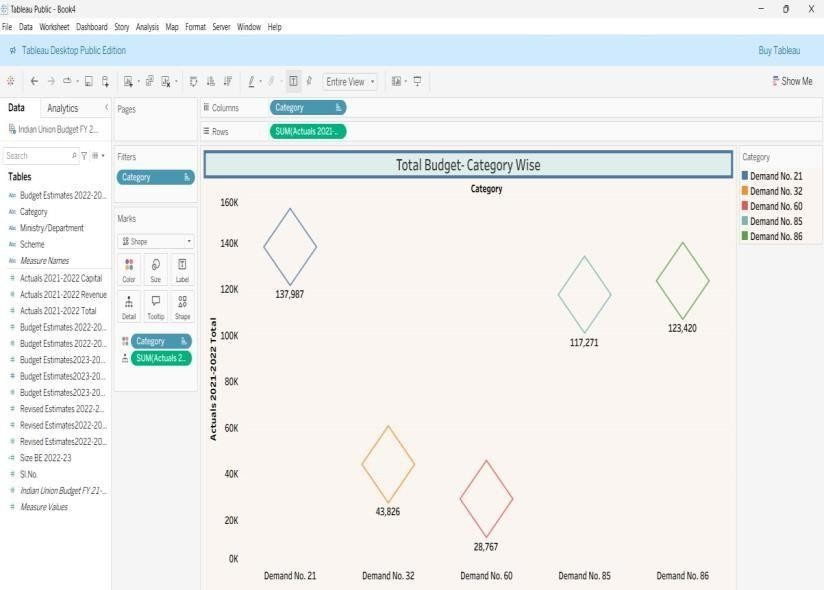 Tableau Public - Book4
File Data Worksheet Dashboard Story Analysis Map Format Server Window Help
Tableau Desktop Public Edition
Buy Tableau
Entire View
Show Me
Data
Analytics
Indian Union Budget FY 2...
Search
Tables
Abc Budget Estimates 2022-20...
Abc Category
Abc Ministry/Department
Abc Scheme
Abc Measure Names
# Actuals 2021-2022 Capital
# Actuals 2021-2022 Revenue
# Actuals 2021-2022 Total
# Budget Estimates 2022-20...
# Budget Estimates 2022-20...
# Budget Estimates2023-20...
# Budget Estimates2023-20...
# Budget Estimates2023-20...
# Revised Estimates 2022-2...
# Revised Estimates2022-20...
# Revised Estimates2022-20...
# Size BE 2022-23
# Sl.No.
# Indian Union Budget FY 21-...
# Measure Values
Pages
Filters
Category
Marks
Shape
Color
Size
Label
Detail
Tooltip
Shape
Category
SUM(Actuals 2..
Columns
Category
Rows
SUM(Actuals 2021-..
Total Budget- Category Wise
Category
Actuals 2021-2022 Total
160K
140K
120K
100K
80K
60K
40K
20K
0K
137,987
43,826
28,767
117,271
123,420
Demand No. 21
Demand No. 32
Demand No. 60
Demand No. 85
Demand No. 86
Category
Demand No. 21
Demand No. 32
Demand No. 60
Demand No. 85
Demand No. 86